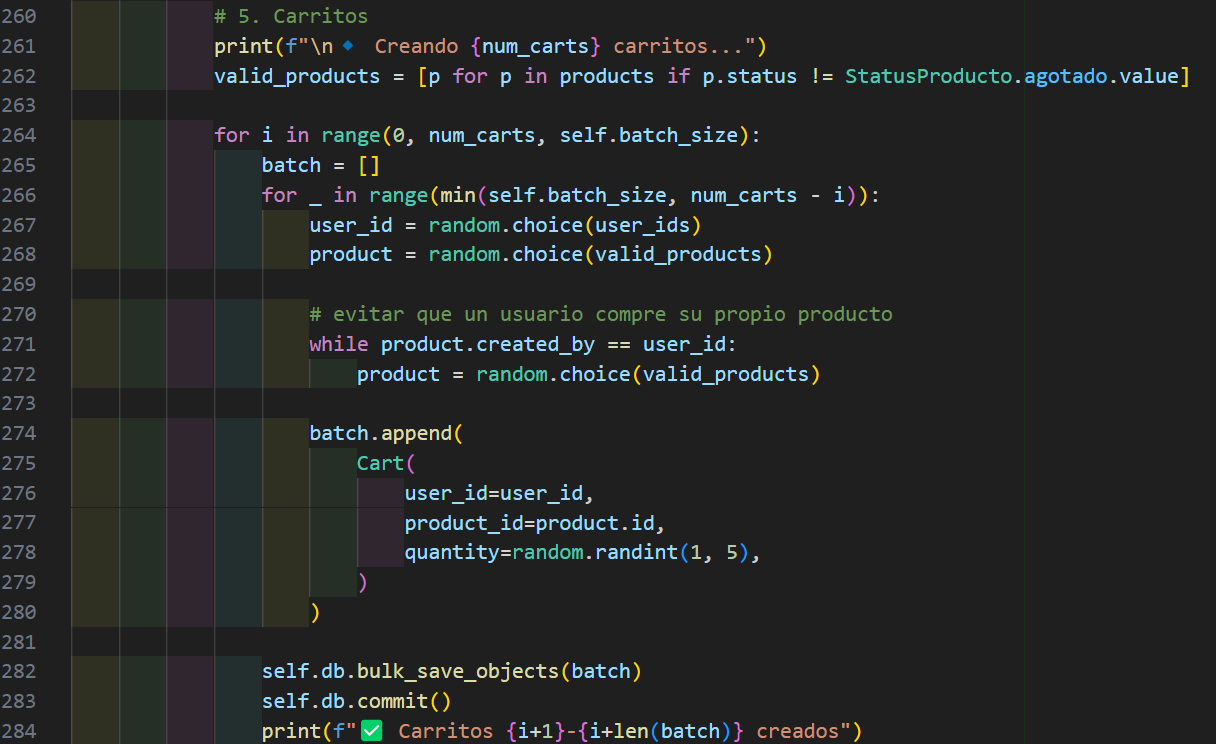 260 # 5. Carritos
261 print(f"\n🔹 Creando {num_carts} carritos...")
262 valid_products = [p for p in products if p.status != StatusProducto.agotado.value]
263
264 for i in range(0, num_carts, self.batch_size):
265     batch = []
266     for _ in range(min(self.batch_size, num_carts - i)):
267         user_id = random.choice(user_ids)
268         product = random.choice(valid_products)
269
270         # evitar que un usuario compre su propio producto
271         while product.created_by == user_id:
272             product = random.choice(valid_products)
273
274         batch.append(
275             Cart(
276                 user_id=user_id,
277                 product_id=product.id,
278                 quantity=random.randint(1, 5),
279             )
280         )
281
282     self.db.bulk_save_objects(batch)
283     self.db.commit()
284     print(f"✅ Carritos {i+1}-{i+len(batch)} creados")